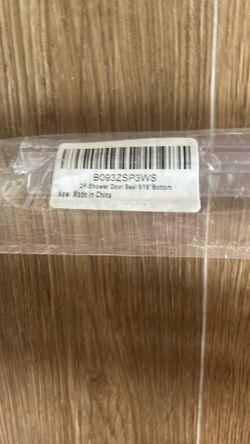 B093ZSP3WS
2P-Shower Door Seal 5/16"Bottom
New Made in China